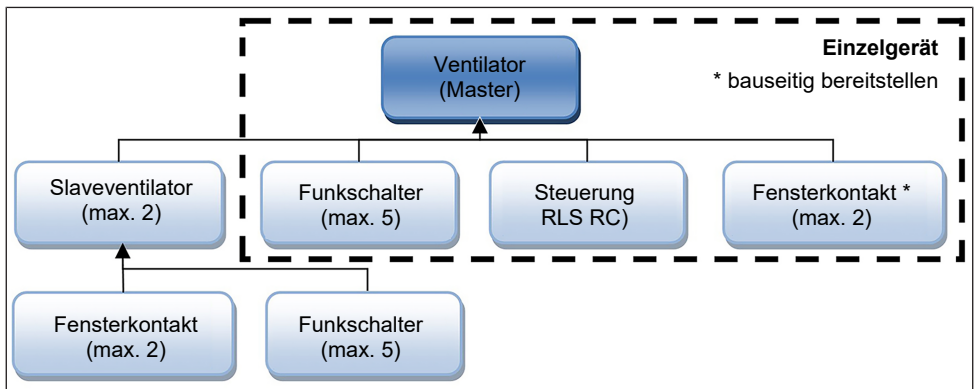 Einzelgerät
* bauseitig bereitstellen
Ventilator
(Master)
Slaveventilator
(max. 2)
Funkschalter
(max. 5)
Steuerung
RLS RC)
Fensterkontakt *
(max. 2)
Fensterkontakt
(max. 2)
Funkschalter
(max. 5)